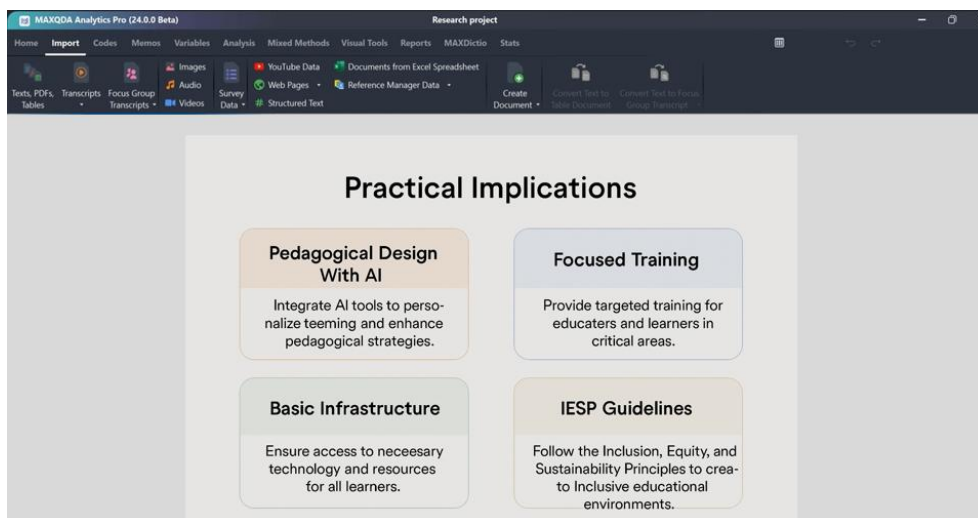 MAXQDA Analytics Pro (24.0.0 Beta)
Research project
Home Import Codes Memos Variables Analysis Mixed Methods Visual Tools Reports MAXDictio Stats
Texts, PDFs,
Tables
Transcripts
Focus Group
Transcripts
Images
Audio
Videos
Survey
Data
YouTube Data
Web Pages
# Structured Text
Documents from Excel Spreadsheet
Reference Manager Data
Create
Document
Convert Text to
Table Document
Convert Text to Focus
Group Transcript
Practical Implications
Pedagogical Design
With AI
Integrate AI tools to perso-
nalize teeming and enhance
pedagogical strategies.
Focused Training
Provide targeted training for
educaters and learners in
critical areas.
Basic Infrastructure
Ensure access to neceesary
technology and resources
for all learners.
IESP Guidelines
Follow the Inclusion, Equity, and
Sustainability Principles to crea-
to Inclusive educational
environments.